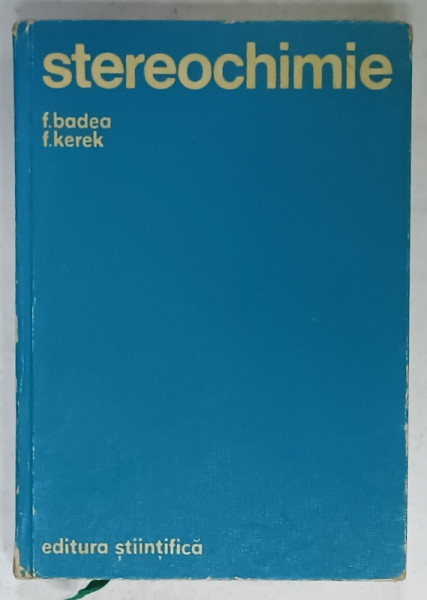 stereochimie
f.badea
f.kerek
editura științifică